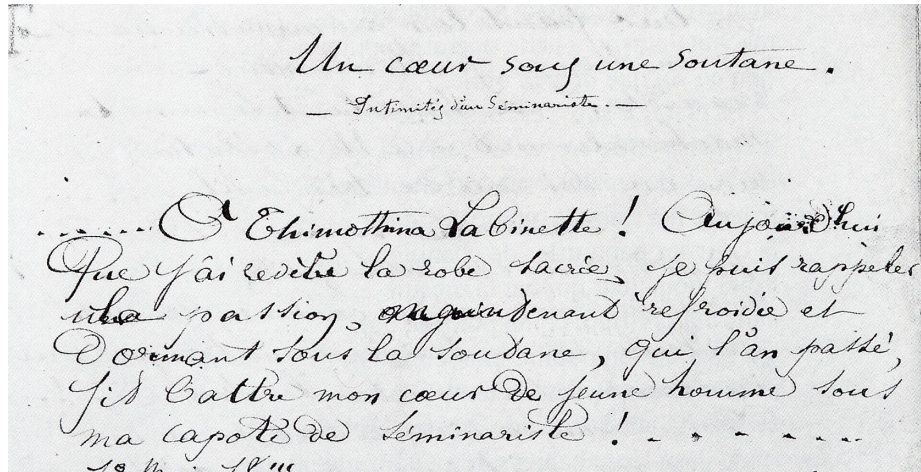 Un cœur sous une soutane.
— Intimités d'un Séminariste. —
....... O Thimothina Labinette ! Aujourd'hui
que j'ai revêtu la robe sacrée, je puis rappeler
la passion, maintenant refroidie et
dormant sous la soutane, qui l'an passé,
fit battre mon cœur de jeune homme sous
ma capote de séminariste ! . . . . . . .